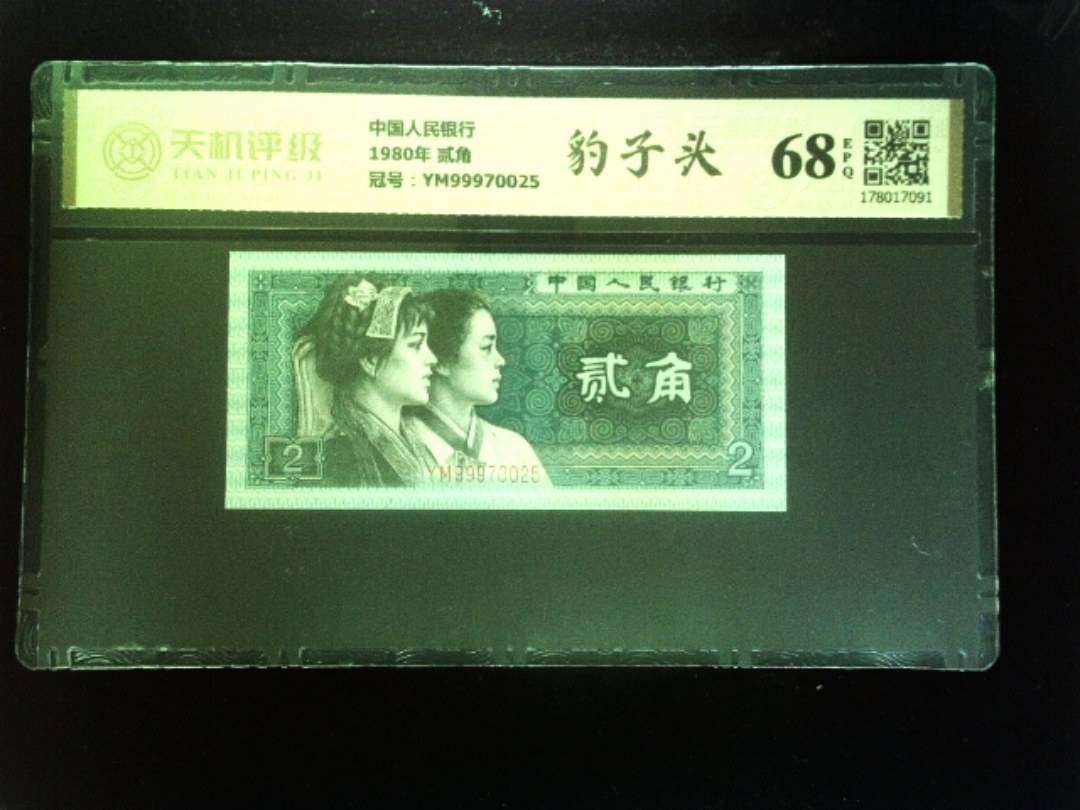 天机评级
TIAN JI PING JI
中国人民银行
1980年 贰角
冠号：YM99970025
豹子头
68
EPQ
178017091
中国人民银行
贰角
2
YM99970025
2